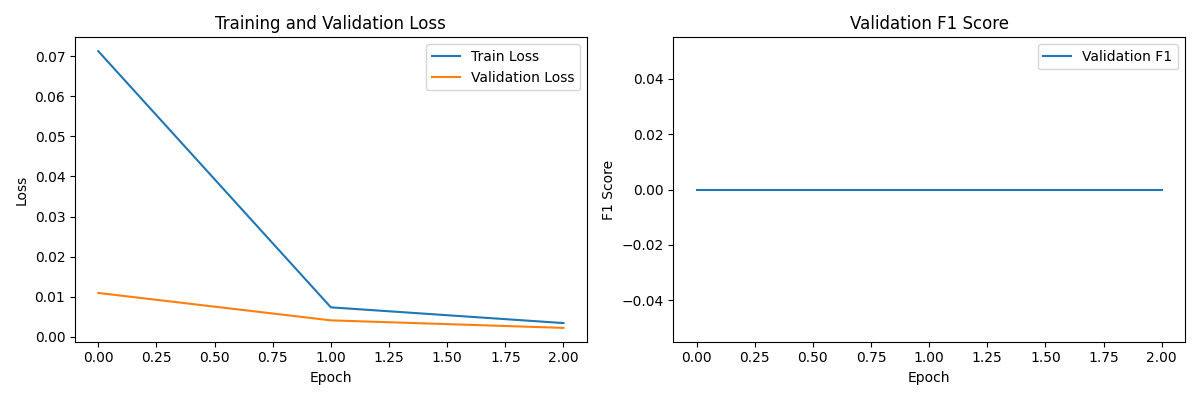 Training and Validation Loss
Train Loss
Validation Loss
0.07
0.06
0.05
0.04
0.03
0.02
0.01
0.00
Loss
0.00 0.25 0.50 0.75 1.00 1.25 1.50 1.75 2.00
Epoch
Validation F1 Score
Validation F1
0.04
0.02
0.00
−0.02
−0.04
F1 Score
0.00 0.25 0.50 0.75 1.00 1.25 1.50 1.75 2.00
Epoch